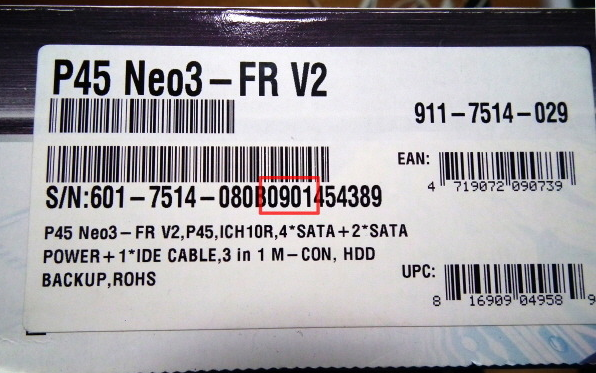 P45 Neo3-FR V2
911-7514-029
EAN:
4 719072 090739
S/N:601-7514-080B0901454389
P45 Neo3-FR V2,P45,ICH10R,4*SATA+2*SATA
POWER+1*IDE CABLE,3 in 1 M-CON, HDD
BACKUP,ROHS
UPC:
8 16909 04958 9